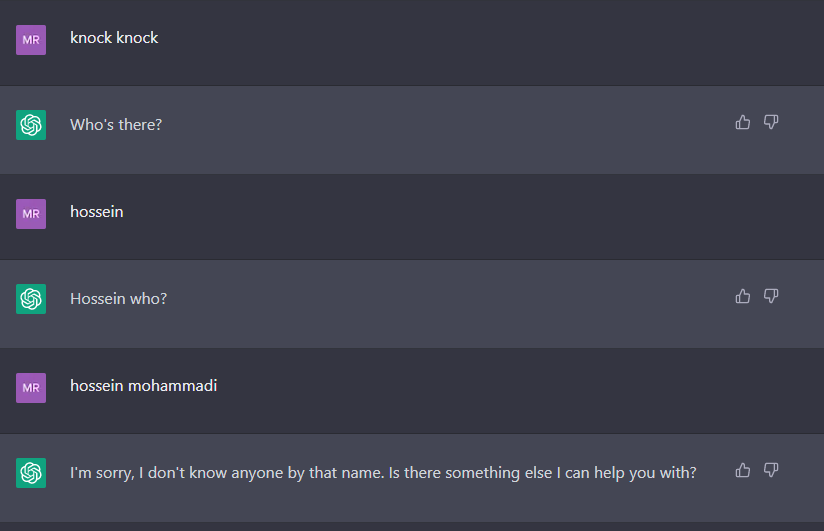 MR
knock knock
Who's there?
MR
hossein
Hossein who?
MR
hossein mohammadi
I'm sorry, I don't know anyone by that name. Is there something else I can help you with?